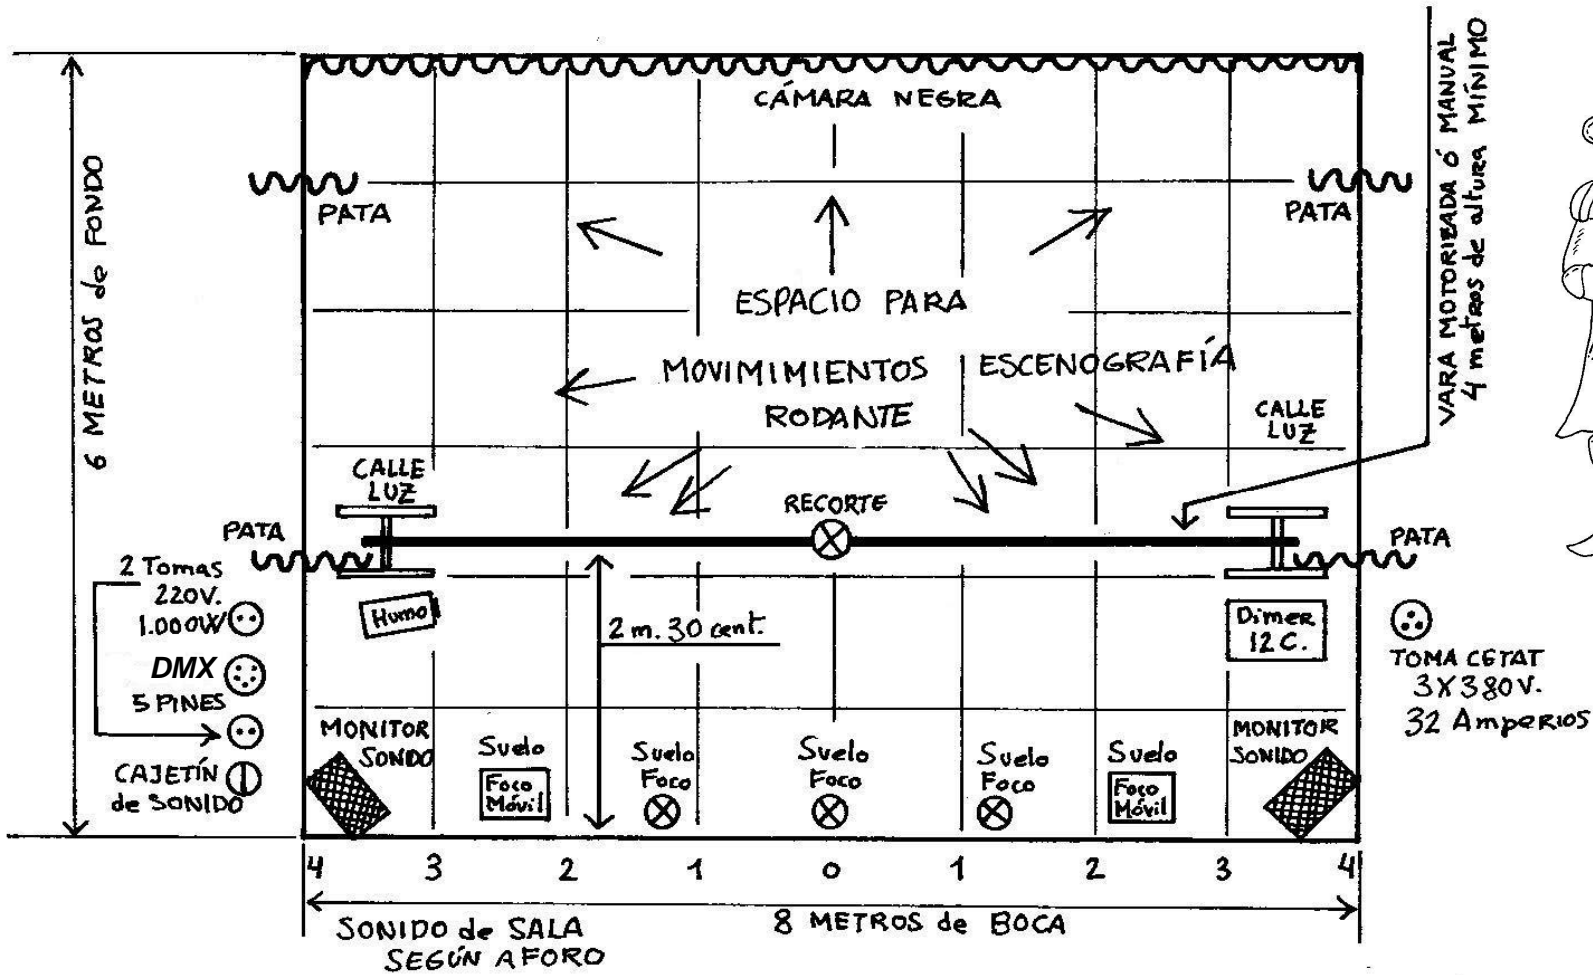 CÁMARA NEGRA
VARA MOTORIZADA Ó MANUAL
4 metros de altura MÍNIMO
6 METROS de FONDO
PATA
PATA
ESPACIO PARA
MOVIMIMIENTOS ESCENOGRAFÍA
RODANTE
CALLE
LUZ
CALLE
LUZ
RECORTE
PATA
PATA
2 Tomas
220V.
1.000W
DMX
5 PINES
CAJETÍN
de SONIDO
Humo
2 m. 30 cent.
Dimer
12 C.
TOMA CETAT
3X380V.
32 Amperios
MONITOR
SONIDO
Suelo
Foco
Móvil
Suelo
Foco
Suelo
Foco
Suelo
Foco
Suelo
Foco
Móvil
MONITOR
SONIDO
4 3 2 1 0 1 2 3 4
8 METROS de BOCA
SONIDO de SALA
SEGÚN AFORO